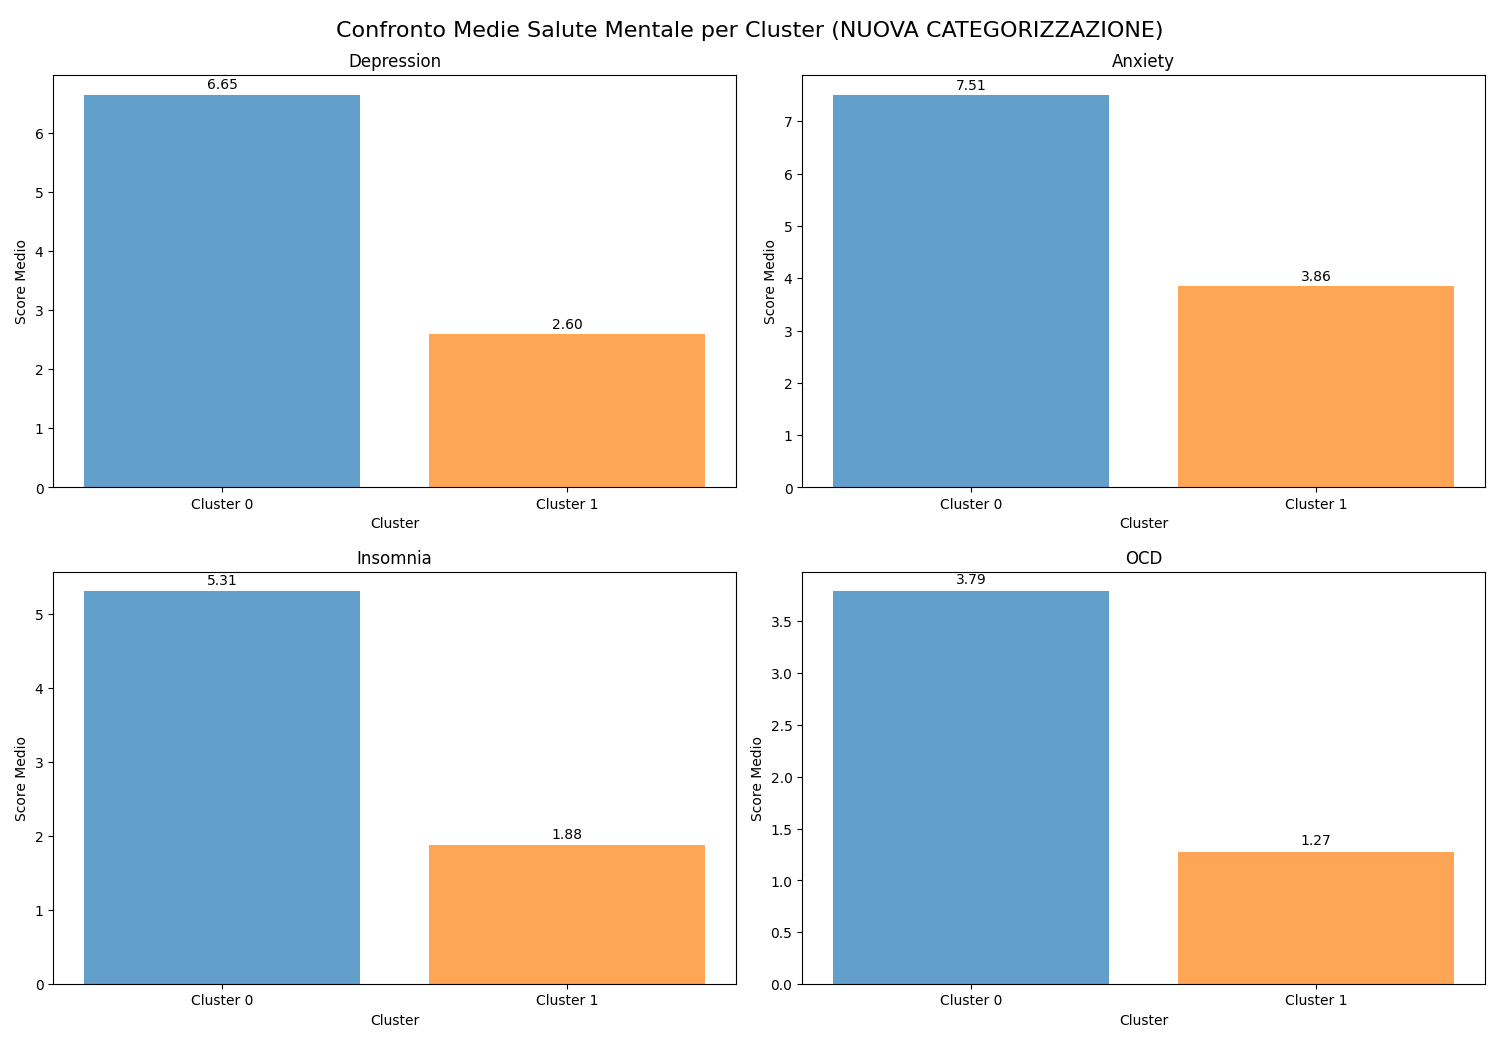 Confronto Medie Salute Mentale per Cluster (NUOVA CATEGORIZZAZIONE)
Depression
6.65
2.60
6
5
4
3
2
1
0
Score Medio
Cluster 0
Cluster 1
Cluster
Anxiety
7.51
3.86
7
6
5
4
3
2
1
0
Score Medio
Cluster 0
Cluster 1
Cluster
Insomnia
5.31
1.88
5
4
3
2
1
0
Score Medio
Cluster 0
Cluster 1
Cluster
OCD
3.79
1.27
3.5
3.0
2.5
2.0
1.5
1.0
0.5
0.0
Score Medio
Cluster 0
Cluster 1
Cluster